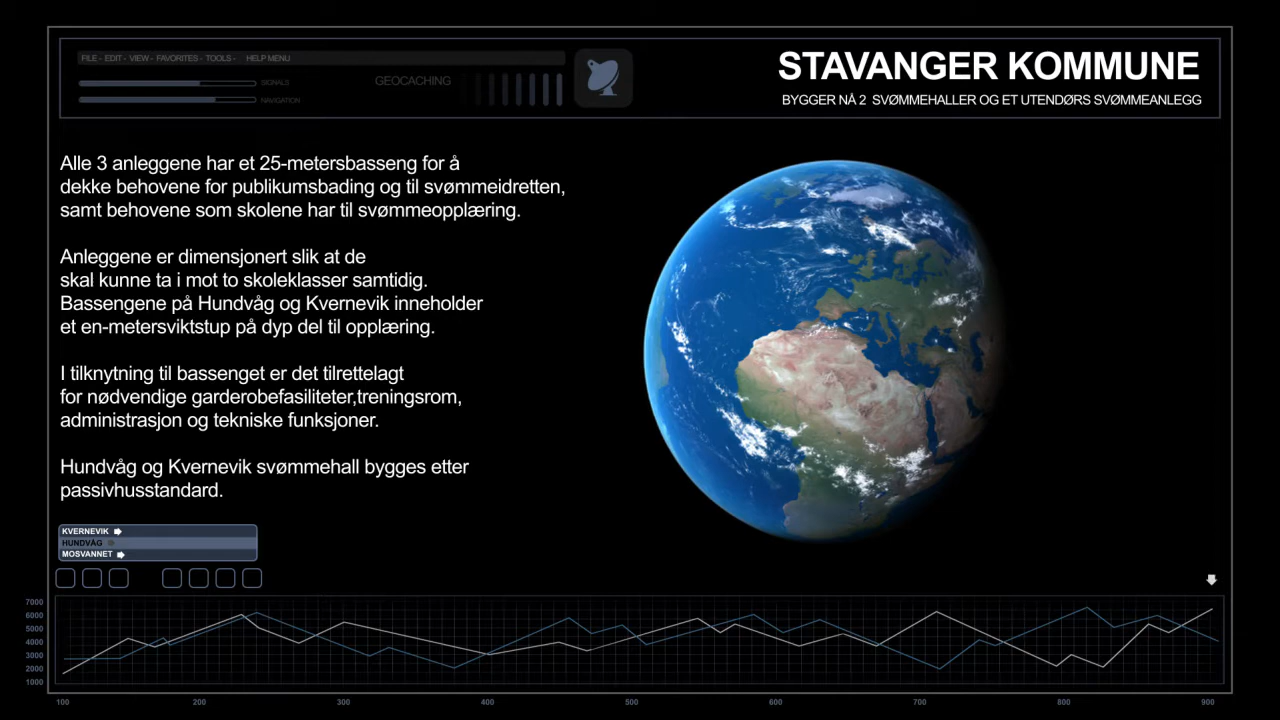 FILE - EDIT - VIEW - FAVORITES - TOOLS - HELP MENU
SIGNALS
NAVIGATION
GEOCACHING
STAVANGER KOMMUNE
BYGGER NÅ 2 SVØMMEHALLER OG ET UTENDØRS SVØMMEANLEGG
Alle 3 anleggene har et 25-metersbasseng for å
dekke behovene for publikumsbading og til svømmeidretten,
samt behovene som skolene har til svømmeopplæring.
Anleggene er dimensjonert slik at de
skal kunne ta i mot to skoleklasser samtidig.
Bassengene på Hundvåg og Kvernevik inneholder
et en-metersviktstup på dyp del til opplæring.
I tilknytning til bassenget er det tilrettelagt
for nødvendige garderobefasiliteter,treningsrom,
administrasjon og tekniske funksjoner.
Hundvåg og Kvernevik svømmehall bygges etter
passivhusstandard.
KVERNEVIK
HUNDVÅG
MOSVANNET
7000
6000
5000
4000
3000
2000
1000
100 200 300 400 500 600 700 800 900